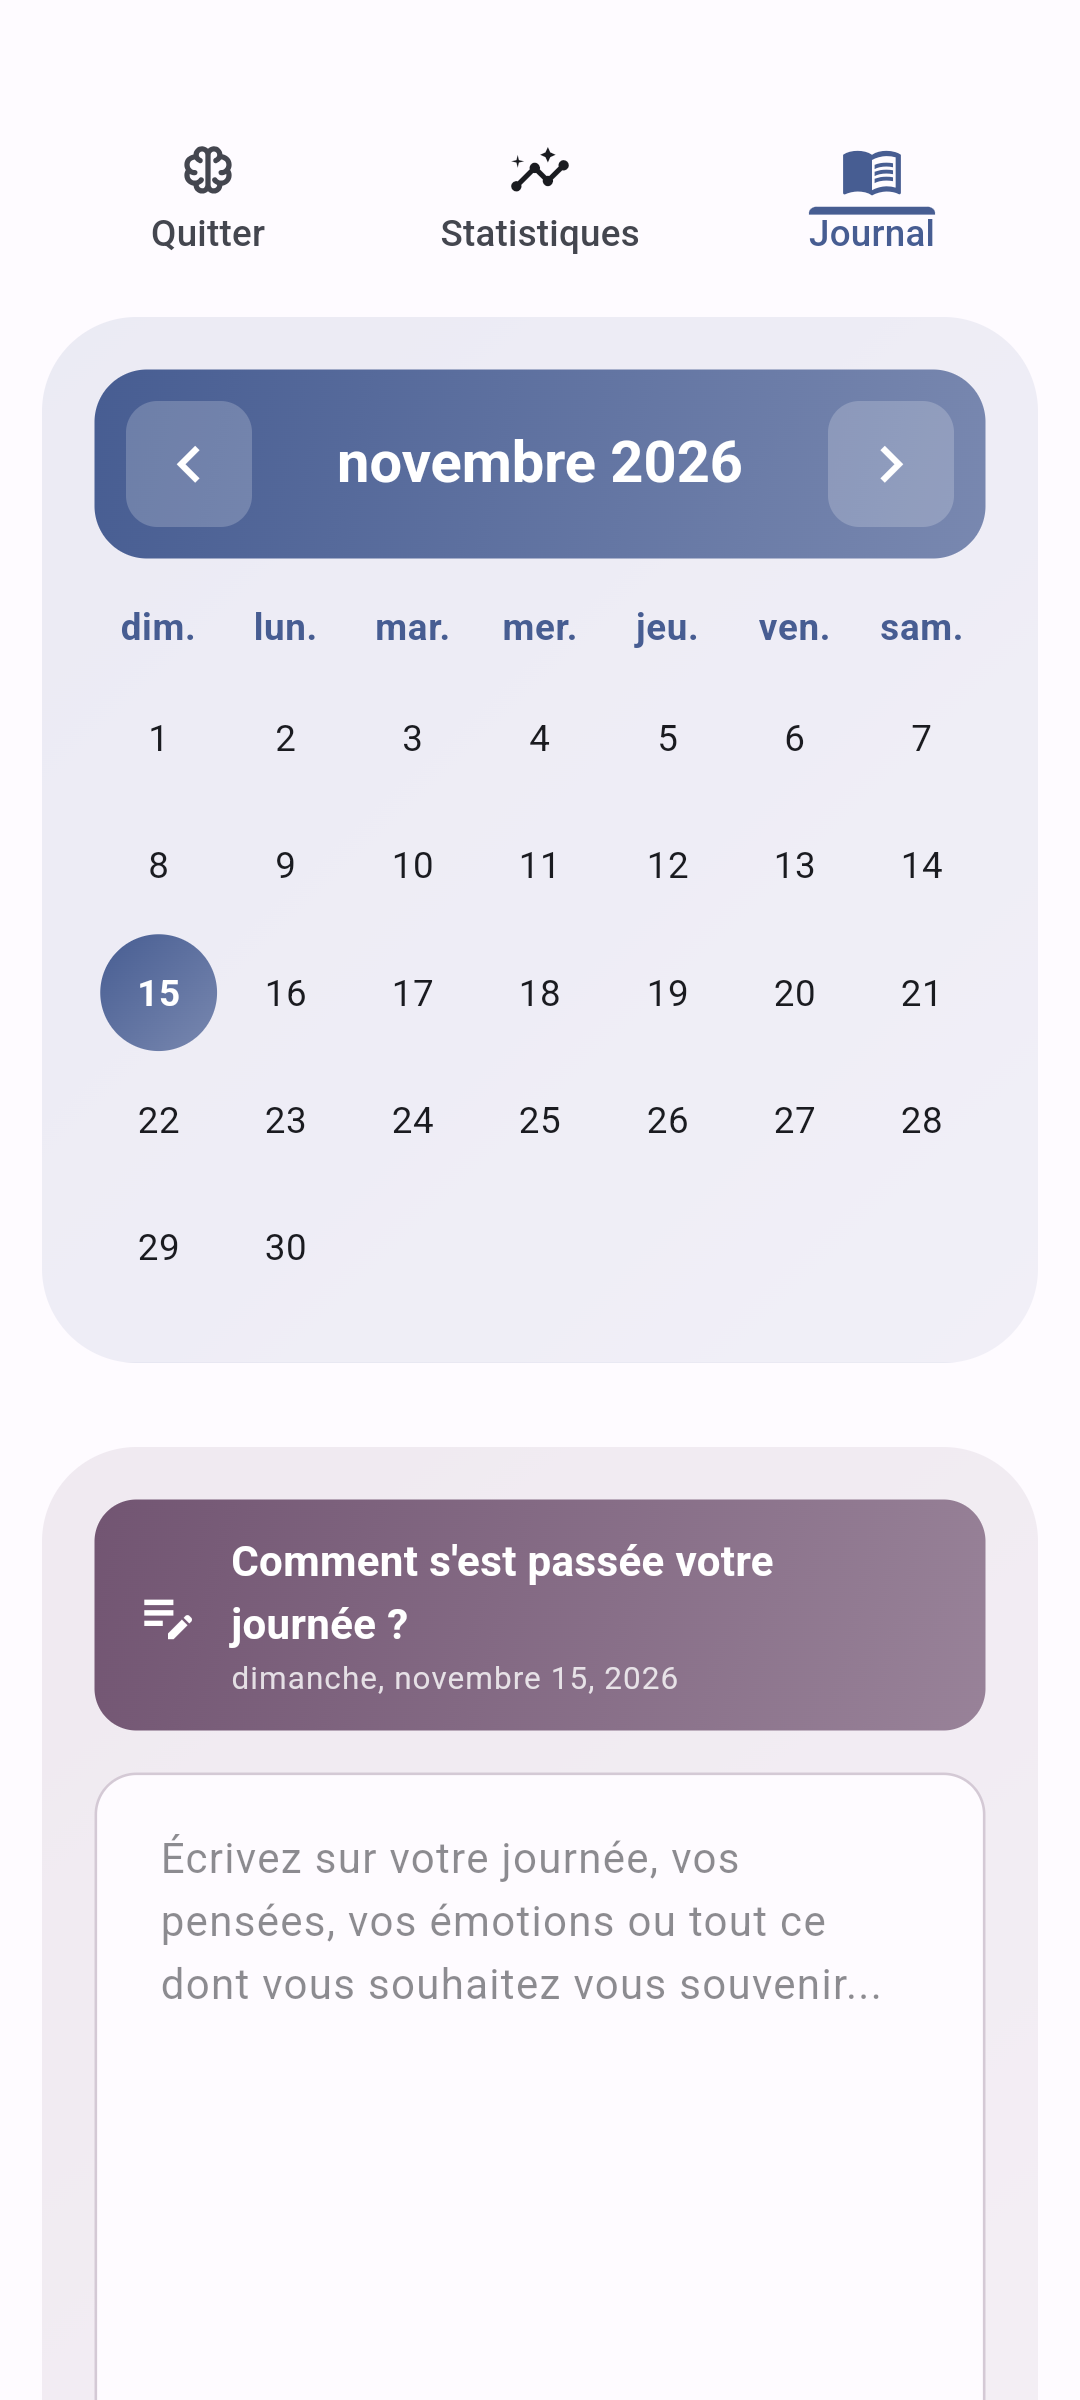 Quitter Statistiques Journal
novembre 2026
dim. lun. mar. mer. jeu. ven. sam.
1 2 3 4 5 6 7
8 9 10 11 12 13 14
15 16 17 18 19 20 21
22 23 24 25 26 27 28
29 30
Comment s'est passée votre
journée ?
dimanche, novembre 15, 2026
Écrivez sur votre journée, vos
pensées, vos émotions ou tout ce
dont vous souhaitez vous souvenir...